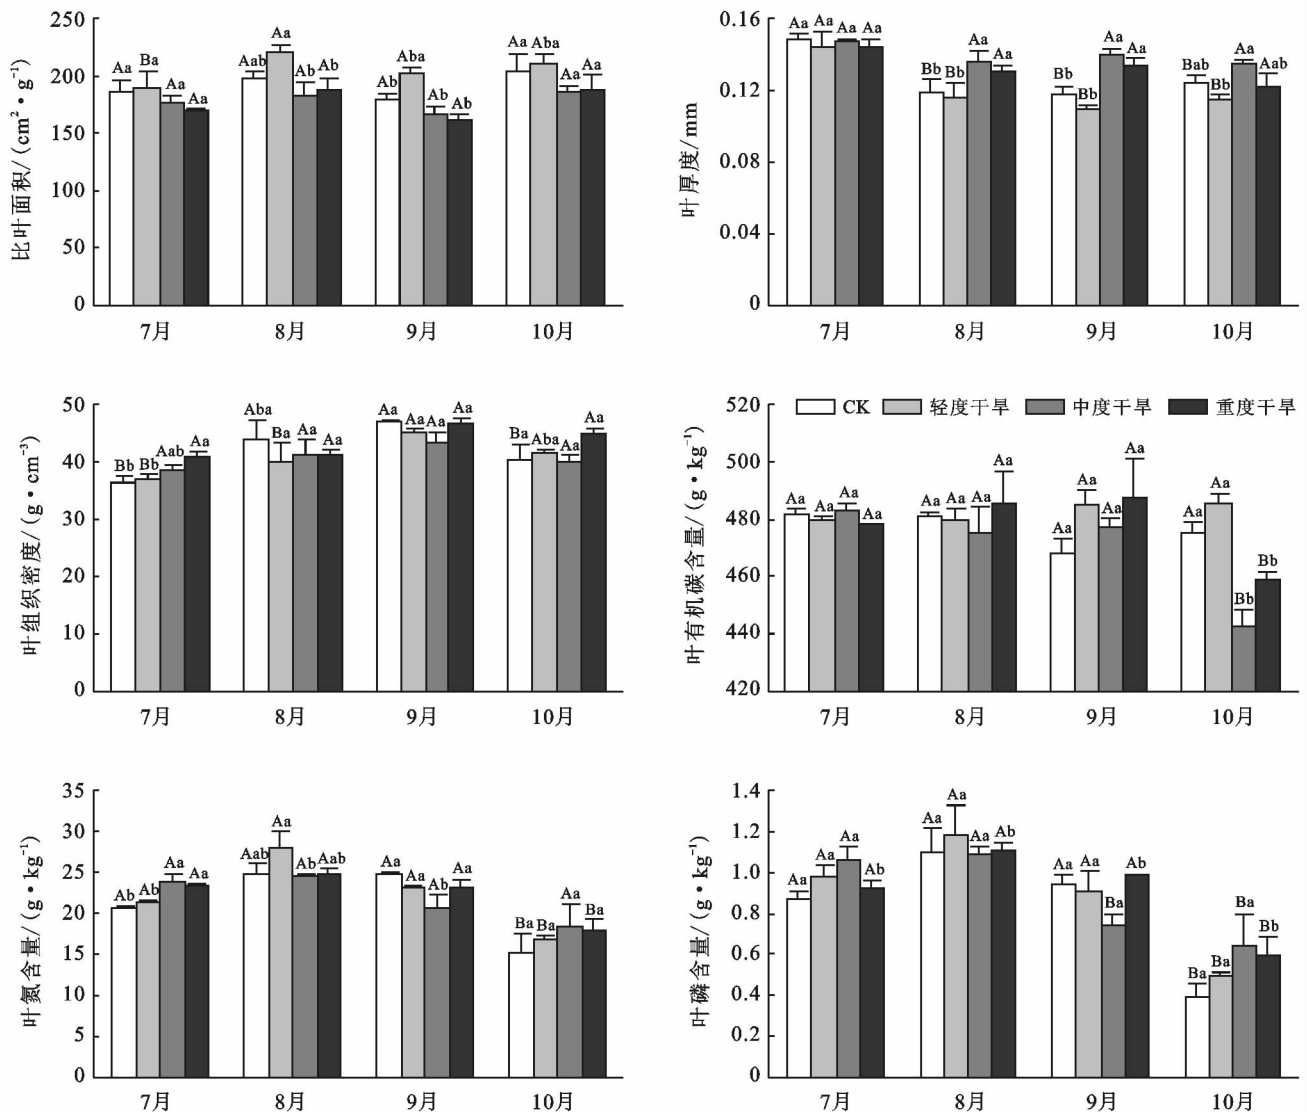 250
200
150
100
50
0
比叶面积/(cm²·g⁻¹)
Aa Ba Aa Aa
Aab Aa Ab Ab
Ab Aba Ab Ab
Aa Aba Aa Aa
7月 8月 9月 10月
0.16
0.12
0.08
0.04
0
叶厚度/mm
Aa Aa Aa Aa
Bb Bb Aa Aa
Bb Bb Aa Aa
Bab Bb Aa Aab
7月 8月 9月 10月
50
40
30
20
10
0
叶组织密度/(g·cm⁻³)
Bb Bb Aab Aa
Aba Ba Aa Aa
Aa Aa Aa Aa
Ba Aba Aa Aa
7月 8月 9月 10月
CK 轻度干旱 中度干旱 重度干旱
520
500
480
460
440
420
叶有机碳含量/(g·kg⁻¹)
Aa Aa Aa Aa
Aa Aa Aa Aa
Aa Aa Aa Aa
Aa Aa Bb Bb
7月 8月 9月 10月
35
30
25
20
15
10
5
0
叶氮含量/(g·kg⁻¹)
Ab Ab Aa Aa
Aab Aa Ab Aab
Aa Aa Ab Aa
Ba Ba Aa Ba
7月 8月 9月 10月
1.4
1.2
1.0
0.8
0.6
0.4
0.2
0
叶磷含量/(g·kg⁻¹)
Aa Aa Aa Ab
Aa Aa Aa Ab
Aa Aa Ba Ab
Ba Ba Ba Bb
7月 8月 9月 10月